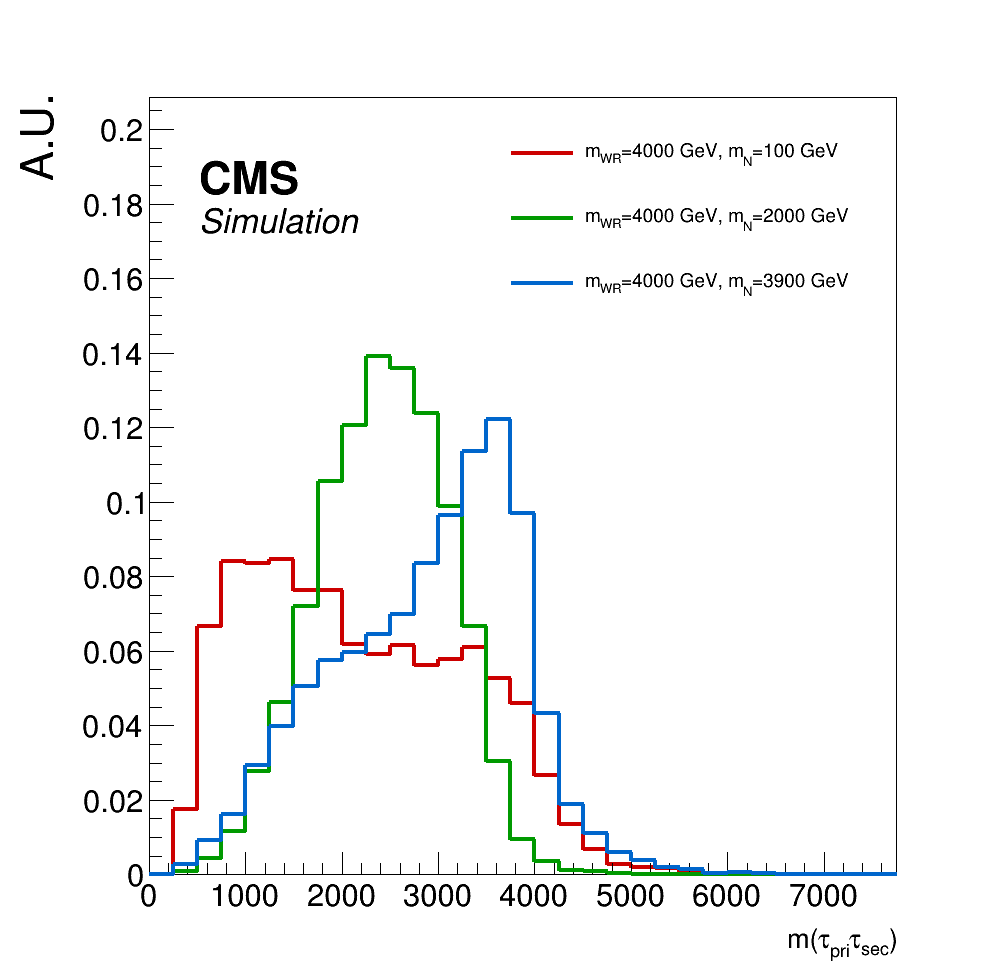 A.U.
CMS
Simulation
m_WR=4000 GeV, m_N=100 GeV
m_WR=4000 GeV, m_N=2000 GeV
m_WR=4000 GeV, m_N=3900 GeV
0.2
0.18
0.16
0.14
0.12
0.1
0.08
0.06
0.04
0.02
0
0 1000 2000 3000 4000 5000 6000 7000
m(τ_pri τ_sec)